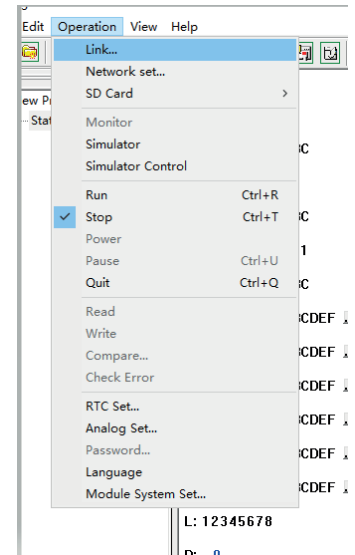 Edit Operation View Help
Link...
Network set...
SD Card
Monitor
Simulator
Simulator Control
Run Ctrl+R
Stop Ctrl+T
Power
Pause Ctrl+U
Quit Ctrl+Q
Read
Write
Compare...
Check Error
RTC Set...
Analog Set...
Password...
Language
Module System Set...
L: 12345678